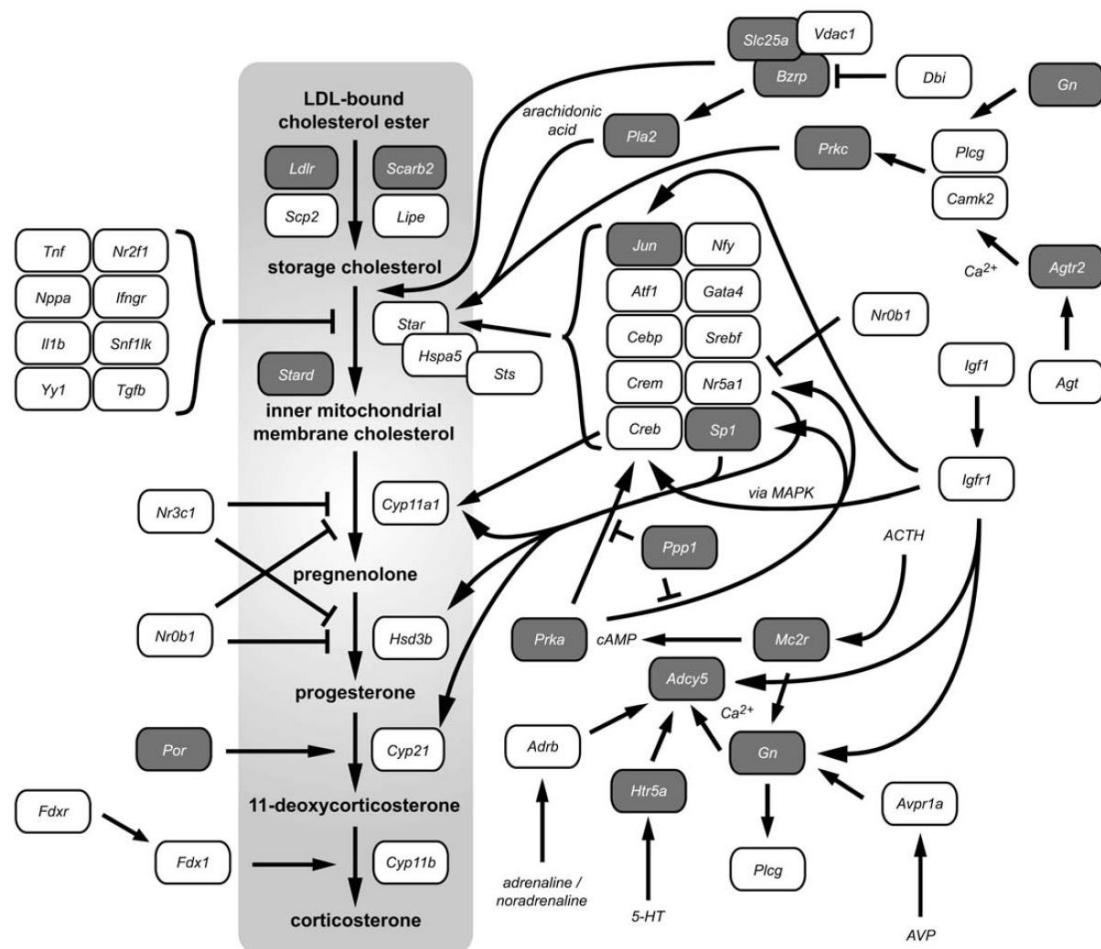 Slc25a
Vdac1
Bzrp
Dbi
Gn
LDL-bound
cholesterol ester
arachidonic
acid
Pla2
Prkc
Plcg
Camk2
Ldlr
Scarb2
Scp2
Lipe
Tnf
Nr2f1
Nppa
Ifngr
Il1b
Snf1lk
Yy1
Tgfb
storage cholesterol
Jun
Nfy
Atf1
Gata4
Cebp
Srebf
Crem
Nr5a1
Creb
Sp1
Ca2+
Agtr2
Nr0b1
Igf1
Agt
Star
Hspa5
Sts
Stard
inner mitochondrial
membrane cholesterol
Igfr1
via MAPK
Nr3c1
Cyp11a1
Ppp1
ACTH
pregnenolone
Nr0b1
Hsd3b
Prka
cAMP
Mc2r
progesterone
Adcy5
Ca2+
Por
Cyp21
Adrb
Gn
Htr5a
Avpr1a
11-deoxycorticosterone
Fdxr
Fdx1
Cyp11b
Plcg
adrenaline /
noradrenaline
5-HT
AVP
corticosterone